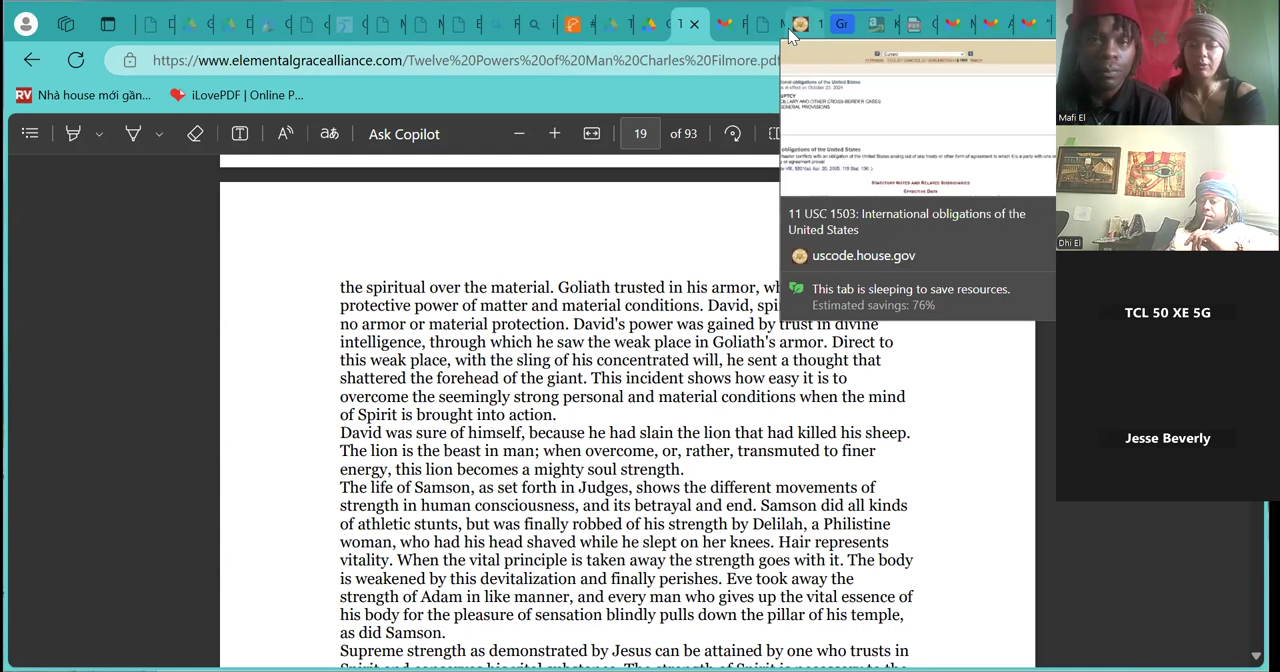 1
F
1
Gr
https://www.elementalgracealliance.com/Twelve%20Powers%20of%20Man%20Charles%20Filmore.pdf
Nhà house mới gần...
iLovePDF | Online P...
Ask Copilot
19
of 93
11 USC 1503: International obligations of the
United States
uscode.house.gov
This tab is sleeping to save resources.
Estimated savings: 76%
the spiritual over the material. Goliath trusted in his armor, wh
protective power of matter and material conditions. David, spi
no armor or material protection. David's power was gained by trust in divine
intelligence, through which he saw the weak place in Goliath's armor. Direct to
this weak place, with the sling of his concentrated will, he sent a thought that
shattered the forehead of the giant. This incident shows how easy it is to
overcome the seemingly strong personal and material conditions when the mind
of Spirit is brought into action.
David was sure of himself, because he had slain the lion that had killed his sheep.
The lion is the beast in man; when overcome, or, rather, transmuted to finer
energy, this lion becomes a mighty soul strength.
The life of Samson, as set forth in Judges, shows the different movements of
strength in human consciousness, and its betrayal and end. Samson did all kinds
of athletic stunts, but was finally robbed of his strength by Delilah, a Philistine
woman, who had his head shaved while he slept on her knees. Hair represents
vitality. When the vital principle is taken away the strength goes with it. The body
is weakened by this devitalization and finally perishes. Eve took away the
strength of Adam in like manner, and every man who gives up the vital essence of
his body for the pleasure of sensation blindly pulls down the pillar of his temple,
as did Samson.
Supreme strength as demonstrated by Jesus can be attained by one who trusts in
Mafi El
Dhi El
TCL 50 XE 5G
Jesse Beverly